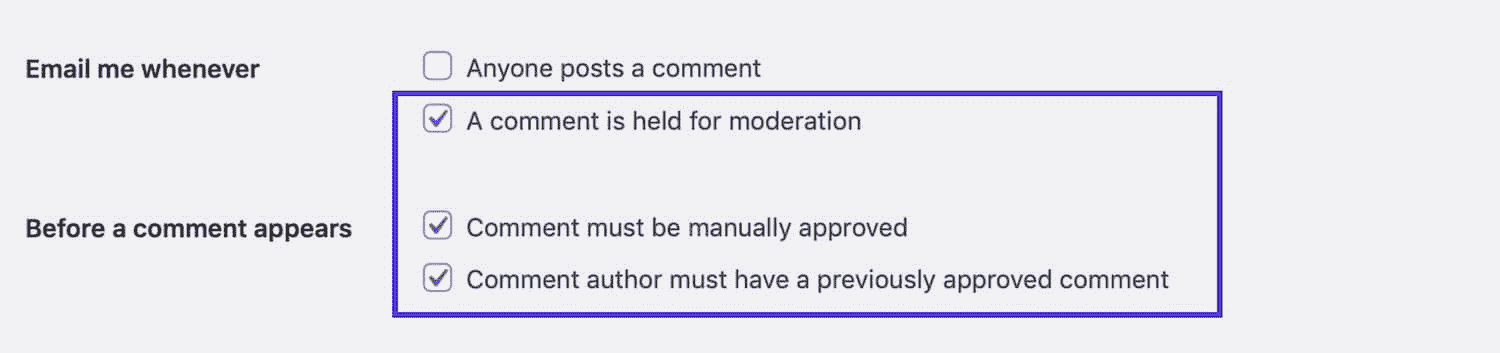 Email me whenever
Anyone posts a comment
A comment is held for moderation
Before a comment appears
Comment must be manually approved
Comment author must have a previously approved comment